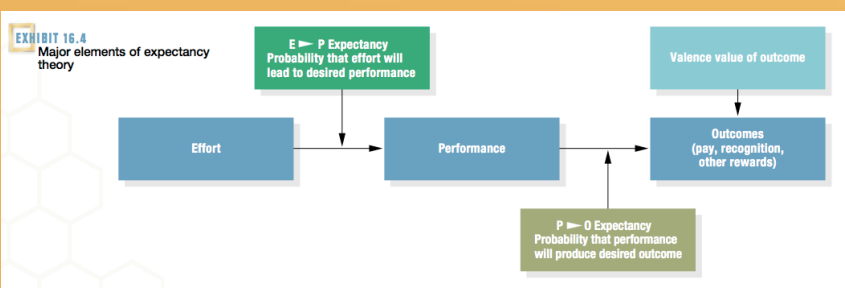 EXHIBIT 16.4
Major elements of expectancy
theory
E ► P Expectancy
Probability that effort will
lead to desired performance
Valence value of outcome
Effort
Performance
Outcomes
(pay, recognition,
other rewards)
P ► O Expectancy
Probability that performance
will produce desired outcome